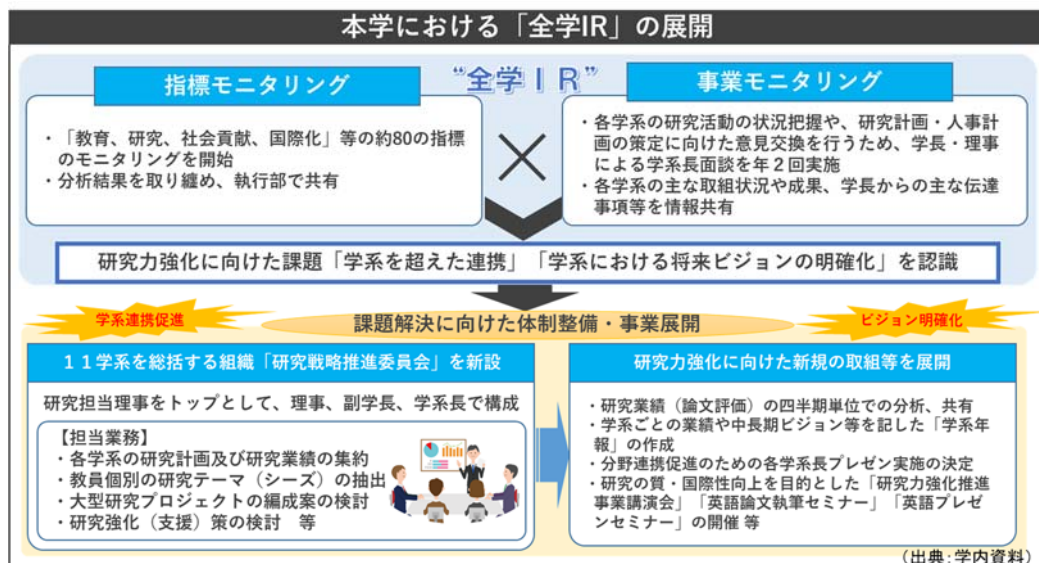 本学における「全学IR」の展開
指標モニタリング
“全学ＩＲ”
事業モニタリング
・「教育、研究、社会貢献、国際化」等の約80の指標
のモニタリングを開始
・分析結果を取り纏め、執行部で共有
・各学系の研究活動の状況把握や、研究計画・人事計
画の策定に向けた意見交換を行うため、学長・理事
による学系長面談を年２回実施
・各学系の主な取組状況や成果、学長からの主な伝達
事項等を情報共有
研究力強化に向けた課題「学系を超えた連携」「学系における将来ビジョンの明確化」を認識
学系連携促進
課題解決に向けた体制整備・事業展開
ビジョン明確化
１１学系を総括する組織「研究戦略推進委員会」を新設
研究担当理事をトップとして、理事、副学長、学系長で構成
【担当業務】
・各学系の研究計画及び研究業績の集約
・教員個別の研究テーマ（シーズ）の抽出
・大型研究プロジェクトの編成案の検討
・研究強化（支援）策の検討　等
研究力強化に向けた新規の取組等を展開
・研究業績（論文評価）の四半期単位での分析、共有
・学系ごとの業績や中長期ビジョン等を記した「学系年
報」の作成
・分野連携促進のための各学系長プレゼン実施の決定
・研究の質・国際性向上を目的とした「研究力強化推進
事業講演会」「英語論文執筆セミナー」「英語プレゼ
ンセミナー」の開催 等
（出典:学内資料）